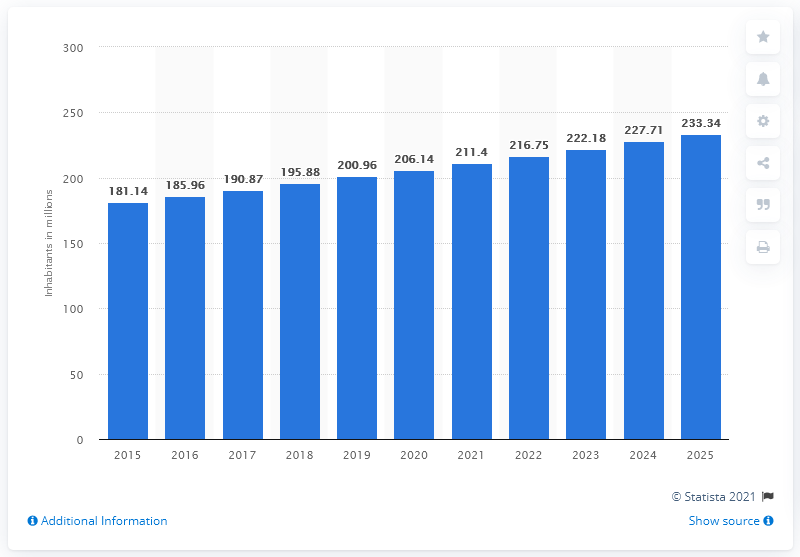 300
250
200
150
100
50
0
Inhabitants in millions
181.14 185.96 190.87 195.88 200.96 206.14 211.4 216.75 222.18 227.71 233.34
2015 2016 2017 2018 2019 2020 2021 2022 2023 2024 2025
© Statista 2021
Additional Information
Show source